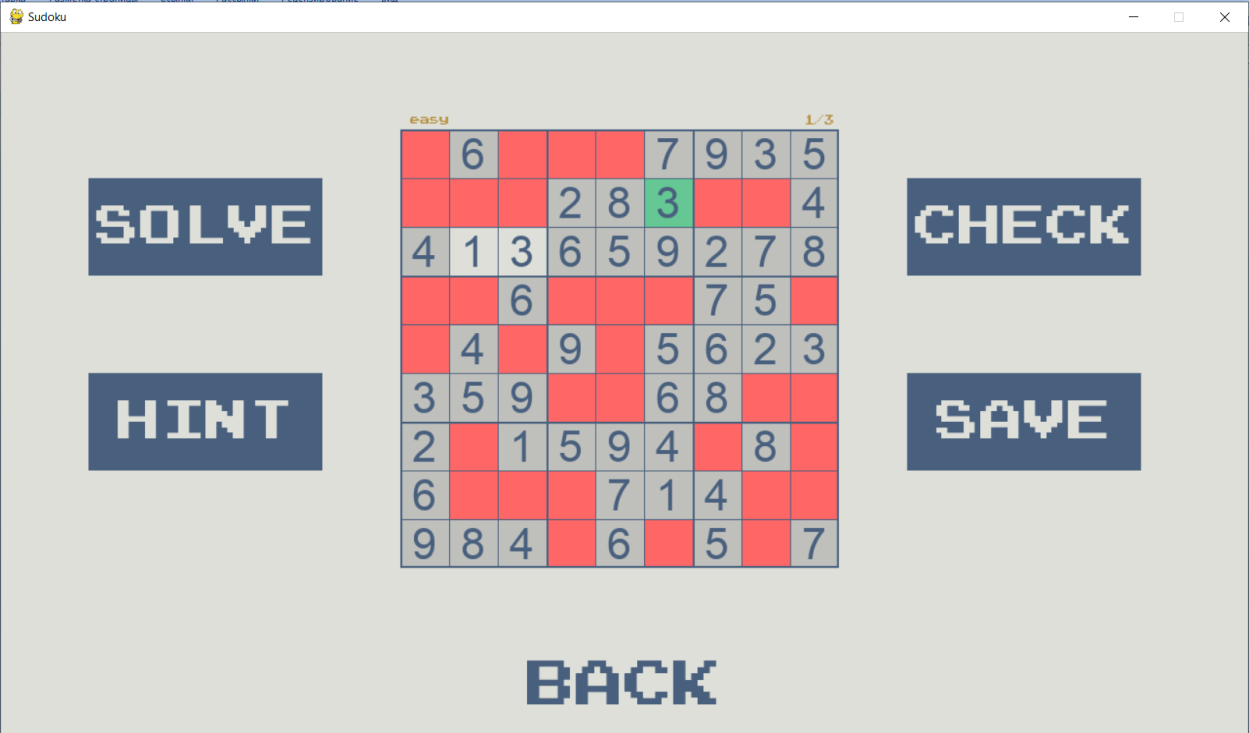 Sudoku
easy 1/3
6 7 9 3 5
2 8 3 4
4 1 3 6 5 9 2 7 8
6 7 5
4 9 5 6 2 3
3 5 9 6 8
2 1 5 9 4 8
6 7 1 4
9 8 4 6 5 7
SOLVE
HINT
CHECK
SAVE
BACK